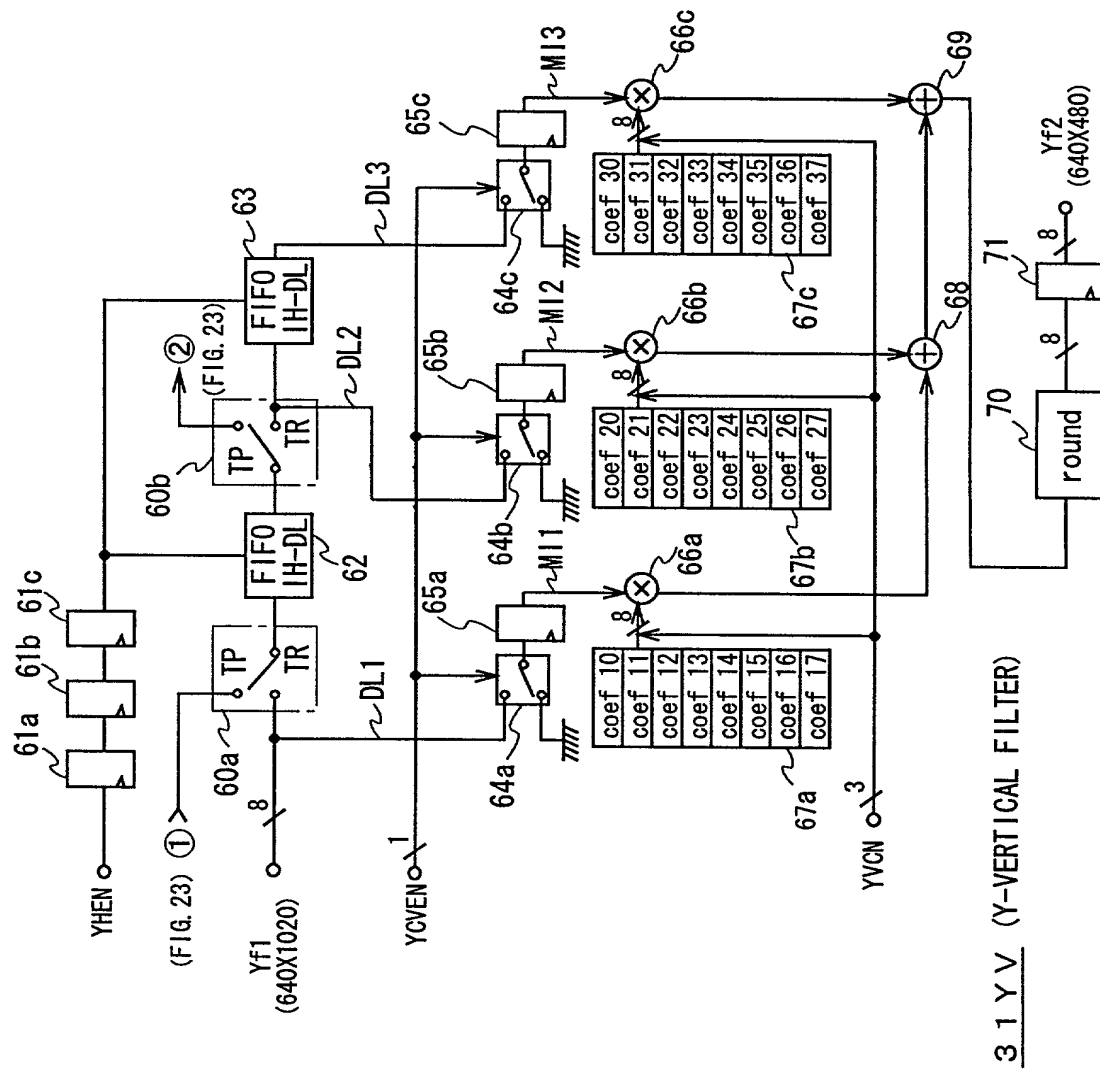 YHEN
61a
61b
61c
(FIG. 23) ①
60a
TP
TR
Yf1
(640X1020)
8
FIFO
IH-DL
62
60b
TP
TR
②
(FIG. 23)
FIFO
IH-DL
63
DL1
DL2
DL3
YCVEN
1
64a
65a
MI1
64b
65b
MI2
64c
65c
MI3
66a
8
66b
8
66c
8
coef 10
coef 11
coef 12
coef 13
coef 14
coef 15
coef 16
coef 17
67a
coef 20
coef 21
coef 22
coef 23
coef 24
coef 25
coef 26
coef 27
67b
coef 30
coef 31
coef 32
coef 33
coef 34
coef 35
coef 36
coef 37
67c
YVCN
3
68
69
70
round
8
71
8
Yf2
(640X480)
31YV (Y-VERTICAL FILTER)